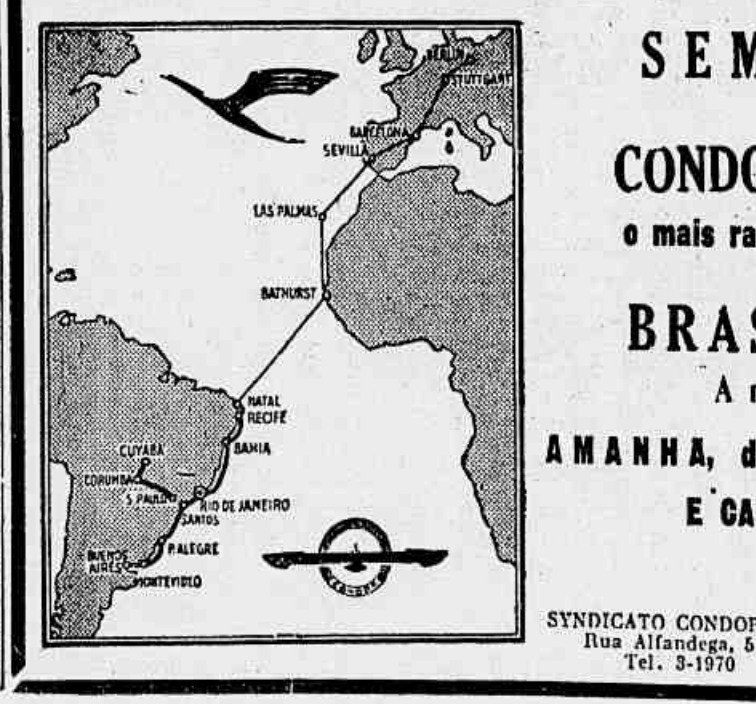 BERLIN
STUTTGART
BARCELONA
SEVILLA
LAS PALMAS
BATHURST
NATAL
RECIFE
BAHIA
CUYABÁ
CORUMBA
S. PAULO
RIO DE JANEIRO
SANTOS
P. ALEGRE
BUENOS
AIRES
MONTEVIDEO
SEM
CONDO
o mais ra
BRAS
A
AMANHA, d
E CA
SYNDICATO CONDOR
Rua Alfandega, 5
Tel. 3-1970